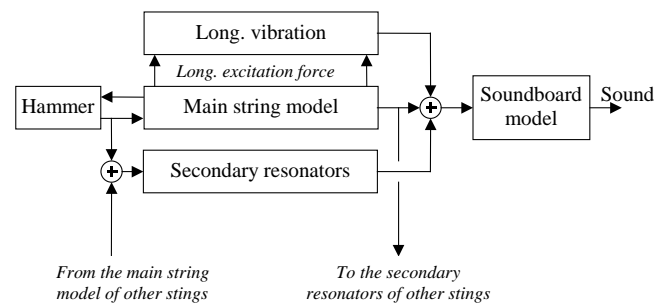 Long. vibration
Long. excitation force
Hammer
Main string model
Soundboard
model
Sound
Secondary resonators
From the main string
model of other stings
To the secondary
resonators of other stings